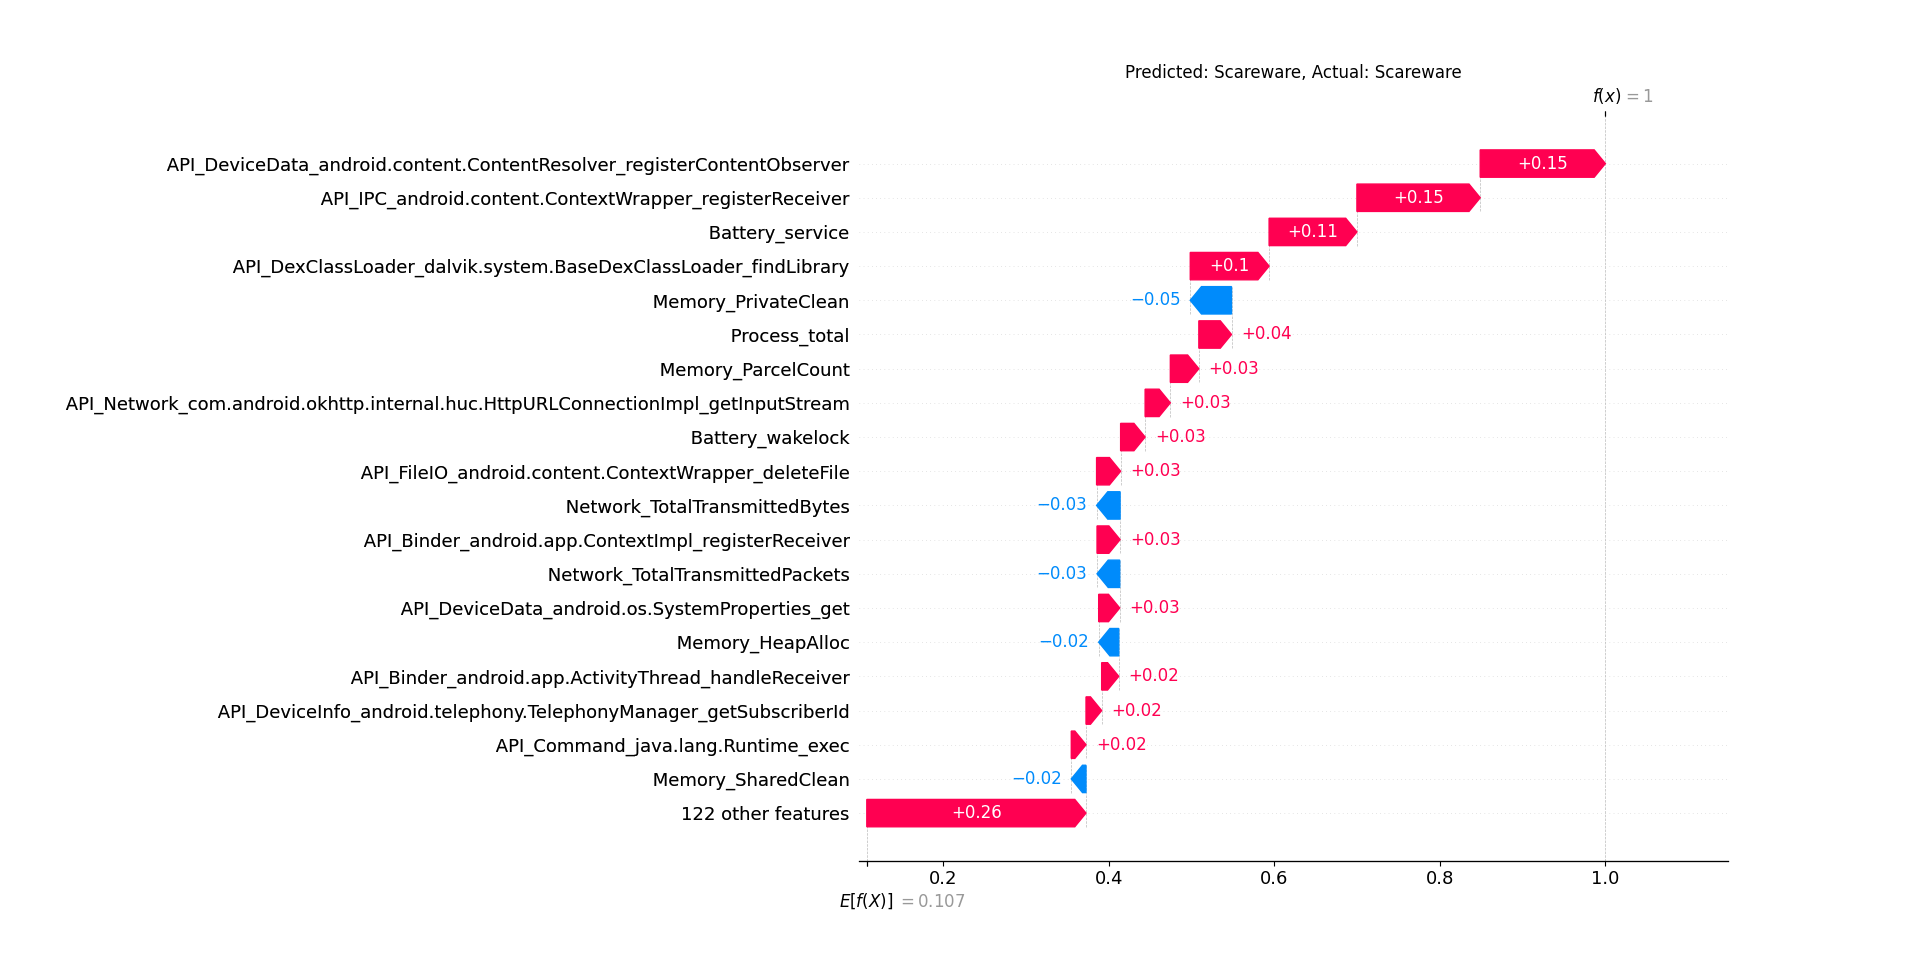 Predicted: Scareware, Actual: Scareware
f(x) = 1
API_DeviceData_android.content.ContentResolver_registerContentObserver +0.15
API_IPC_android.content.ContextWrapper_registerReceiver +0.15
Battery_service +0.11
API_DexClassLoader_dalvik.system.BaseDexClassLoader_findLibrary +0.1
Memory_PrivateClean −0.05
Process_total +0.04
Memory_ParcelCount +0.03
API_Network_com.android.okhttp.internal.huc.HttpURLConnectionImpl_getInputStream +0.03
Battery_wakelock +0.03
API_FileIO_android.content.ContextWrapper_deleteFile +0.03
Network_TotalTransmittedBytes −0.03
API_Binder_android.app.ContextImpl_registerReceiver +0.03
Network_TotalTransmittedPackets −0.03
API_DeviceData_android.os.SystemProperties_get +0.03
Memory_HeapAlloc −0.02
API_Binder_android.app.ActivityThread_handleReceiver +0.02
API_DeviceInfo_android.telephony.TelephonyManager_getSubscriberId +0.02
API_Command_java.lang.Runtime_exec +0.02
Memory_SharedClean −0.02
122 other features +0.26
0.2 0.4 0.6 0.8 1.0
E[f(X)] = 0.107